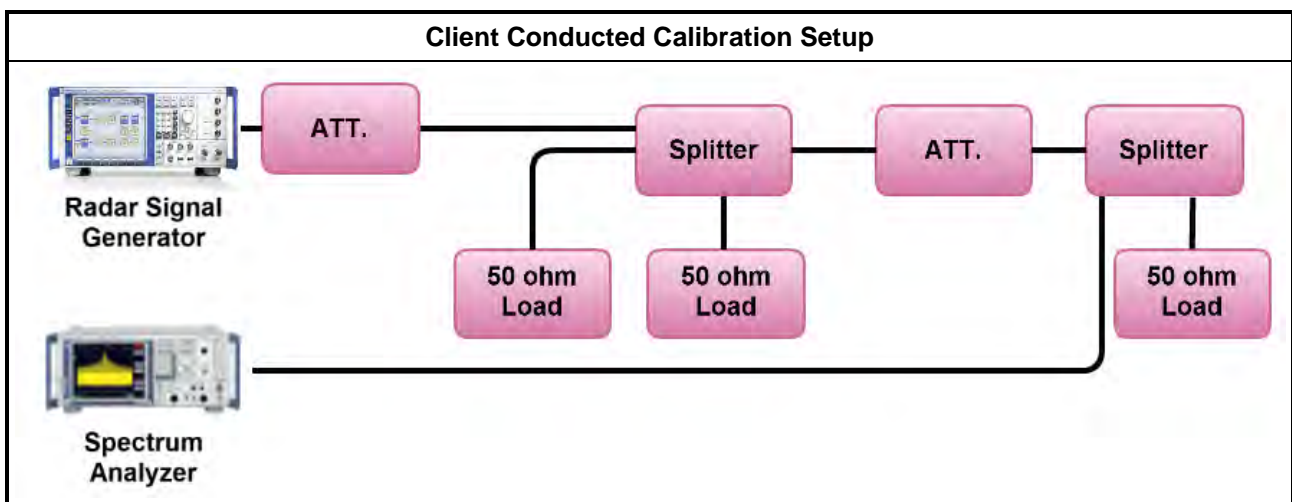 Client Conducted Calibration Setup
ATT.
Splitter
ATT.
Splitter
Radar Signal
Generator
50 ohm
Load
50 ohm
Load
50 ohm
Load
Spectrum
Analyzer